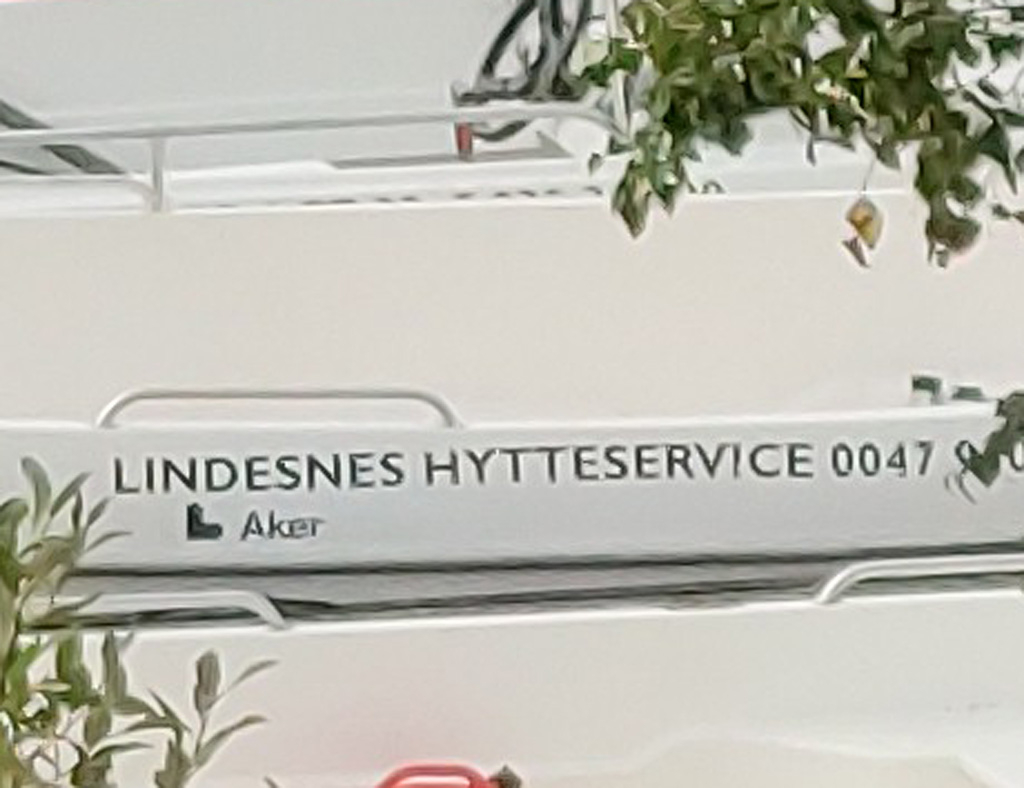 LINDESNES HYTTESERVICE 0047
Aker